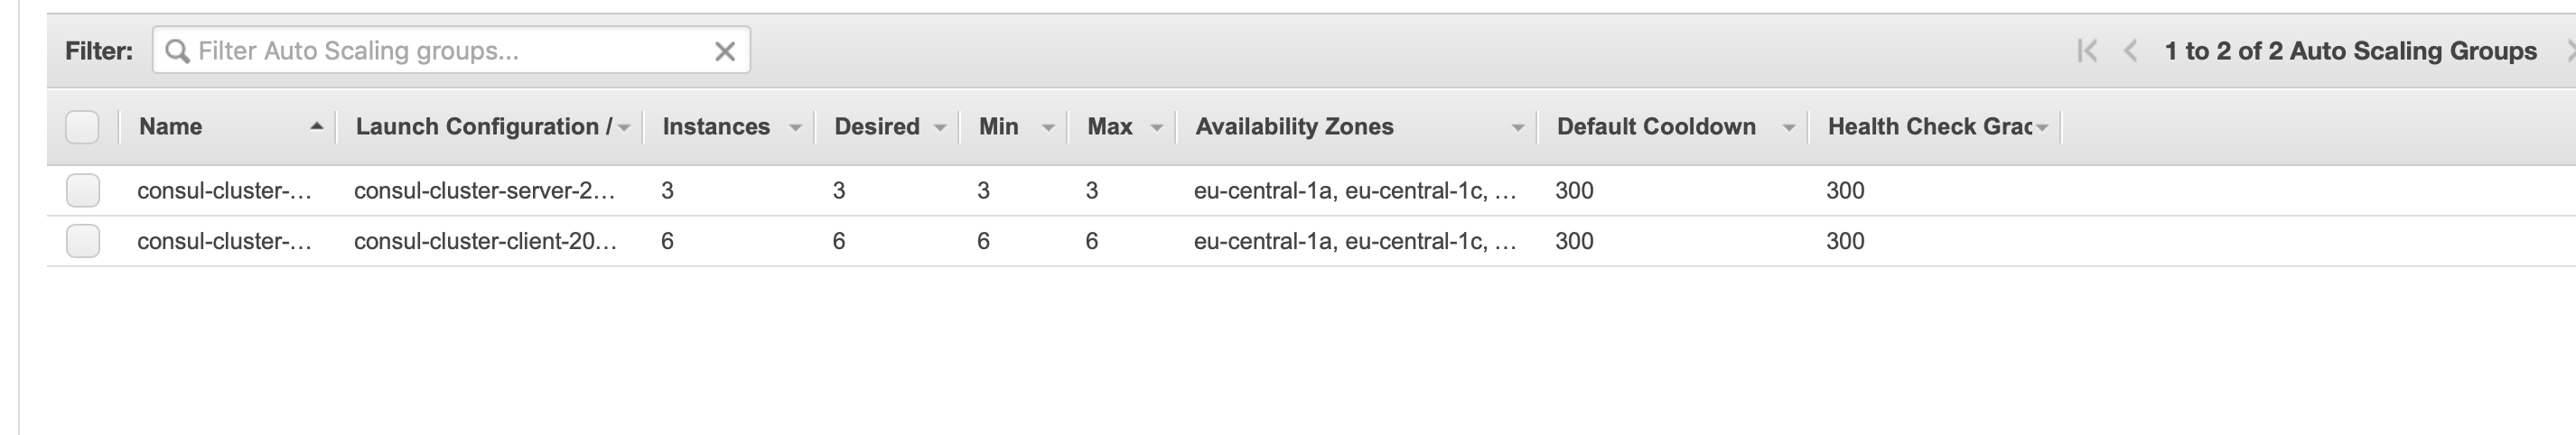 Filter: Filter Auto Scaling groups... 1 to 2 of 2 Auto Scaling Groups
Name Launch Configuration / Instances Desired Min Max Availability Zones Default Cooldown Health Check Grac
consul-cluster-... consul-cluster-server-2... 3 3 3 3 eu-central-1a, eu-central-1c, ... 300 300
consul-cluster-... consul-cluster-client-20... 6 6 6 6 eu-central-1a, eu-central-1c, ... 300 300